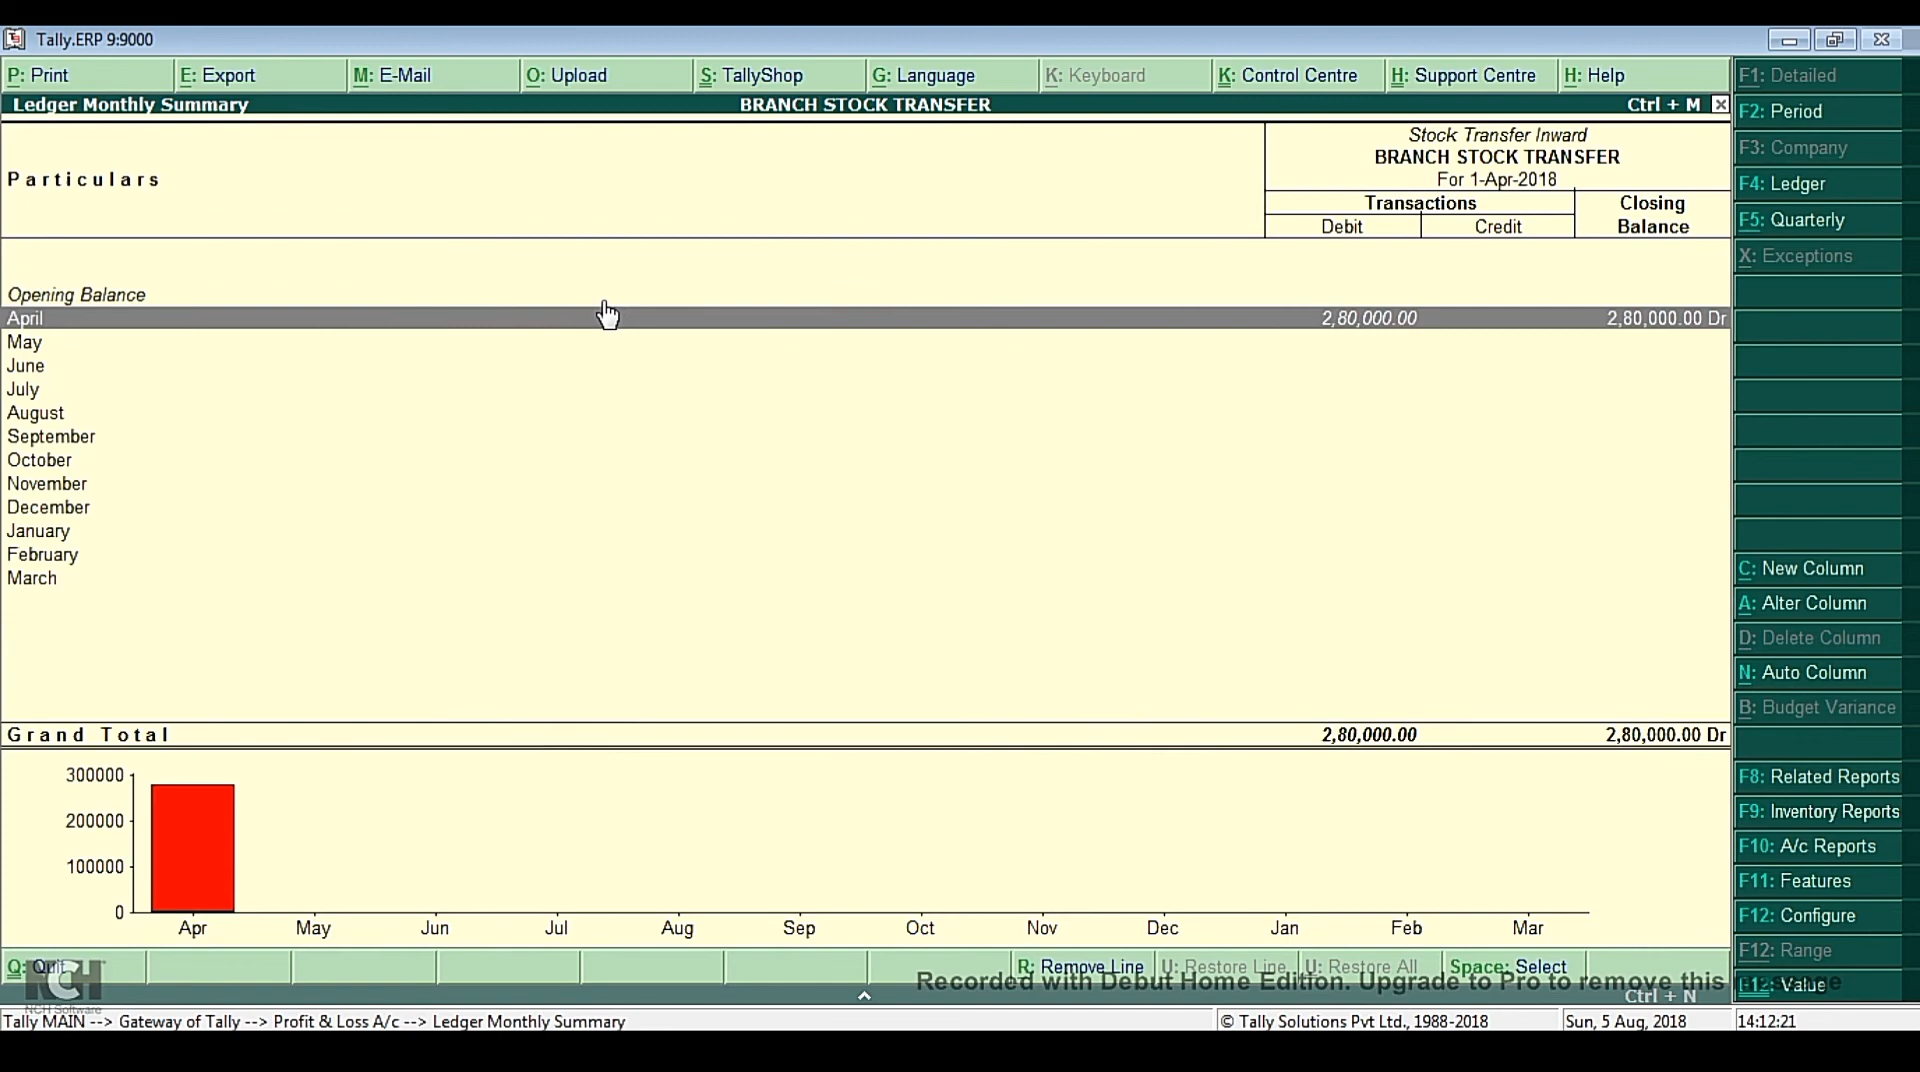 Tally.ERP 9:9000
P: Print E: Export M: E-Mail O: Upload S: TallyShop G: Language K: Keyboard K: Control Centre H: Support Centre H: Help
Ledger Monthly Summary BRANCH STOCK TRANSFER Ctrl + M
Particulars
Stock Transfer Inward
BRANCH STOCK TRANSFER
For 1-Apr-2018
Transactions Closing
Debit Credit Balance
Opening Balance
April 2,80,000.00 2,80,000.00 Dr
May
June
July
August
September
October
November
December
January
February
March
Grand Total 2,80,000.00 2,80,000.00 Dr
300000
200000
100000
0
Apr May Jun Jul Aug Sep Oct Nov Dec Jan Feb Mar
Q: Quit R: Remove Line U: Restore Line U: Restore All Space: Select
NCH
NCH Software
Recorded with Debut Home Edition. Upgrade to Pro to remove this message
Ctrl + N
Tally MAIN --> Gateway of Tally --> Profit & Loss A/c --> Ledger Monthly Summary © Tally Solutions Pvt Ltd., 1988-2018 Sun, 5 Aug, 2018 14:12:21
F1: Detailed
F2: Period
F3: Company
F4: Ledger
F5: Quarterly
X: Exceptions
C: New Column
A: Alter Column
D: Delete Column
N: Auto Column
B: Budget Variance
F8: Related Reports
F9: Inventory Reports
F10: A/c Reports
F11: Features
F12: Configure
F12: Range
F12: Value